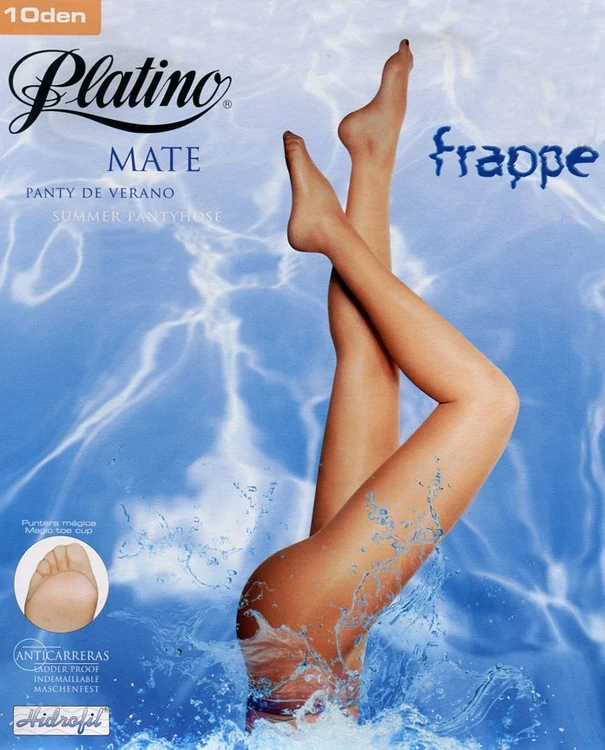 10den
Platino®
MATE
PANTY DE VERANO
SUMMER PANTYHOSE
frappe
Puntera mágica
Magic toe cup
ANTICARRERAS
LADDER PROOF
INDEMAILLABLE
MASCHENFEST
Hidrofil